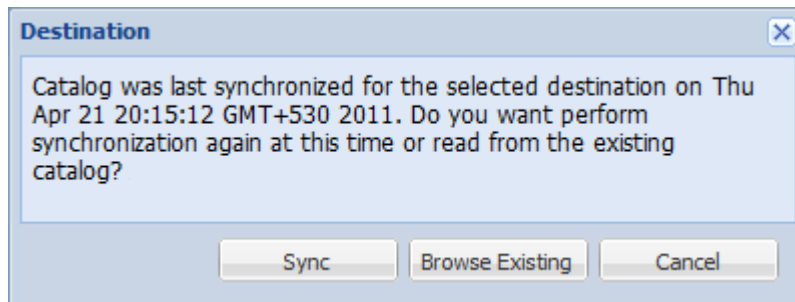 Destination
Catalog was last synchronized for the selected destination on Thu
Apr 21 20:15:12 GMT+530 2011. Do you want perform
synchronization again at this time or read from the existing
catalog?
Sync Browse Existing Cancel